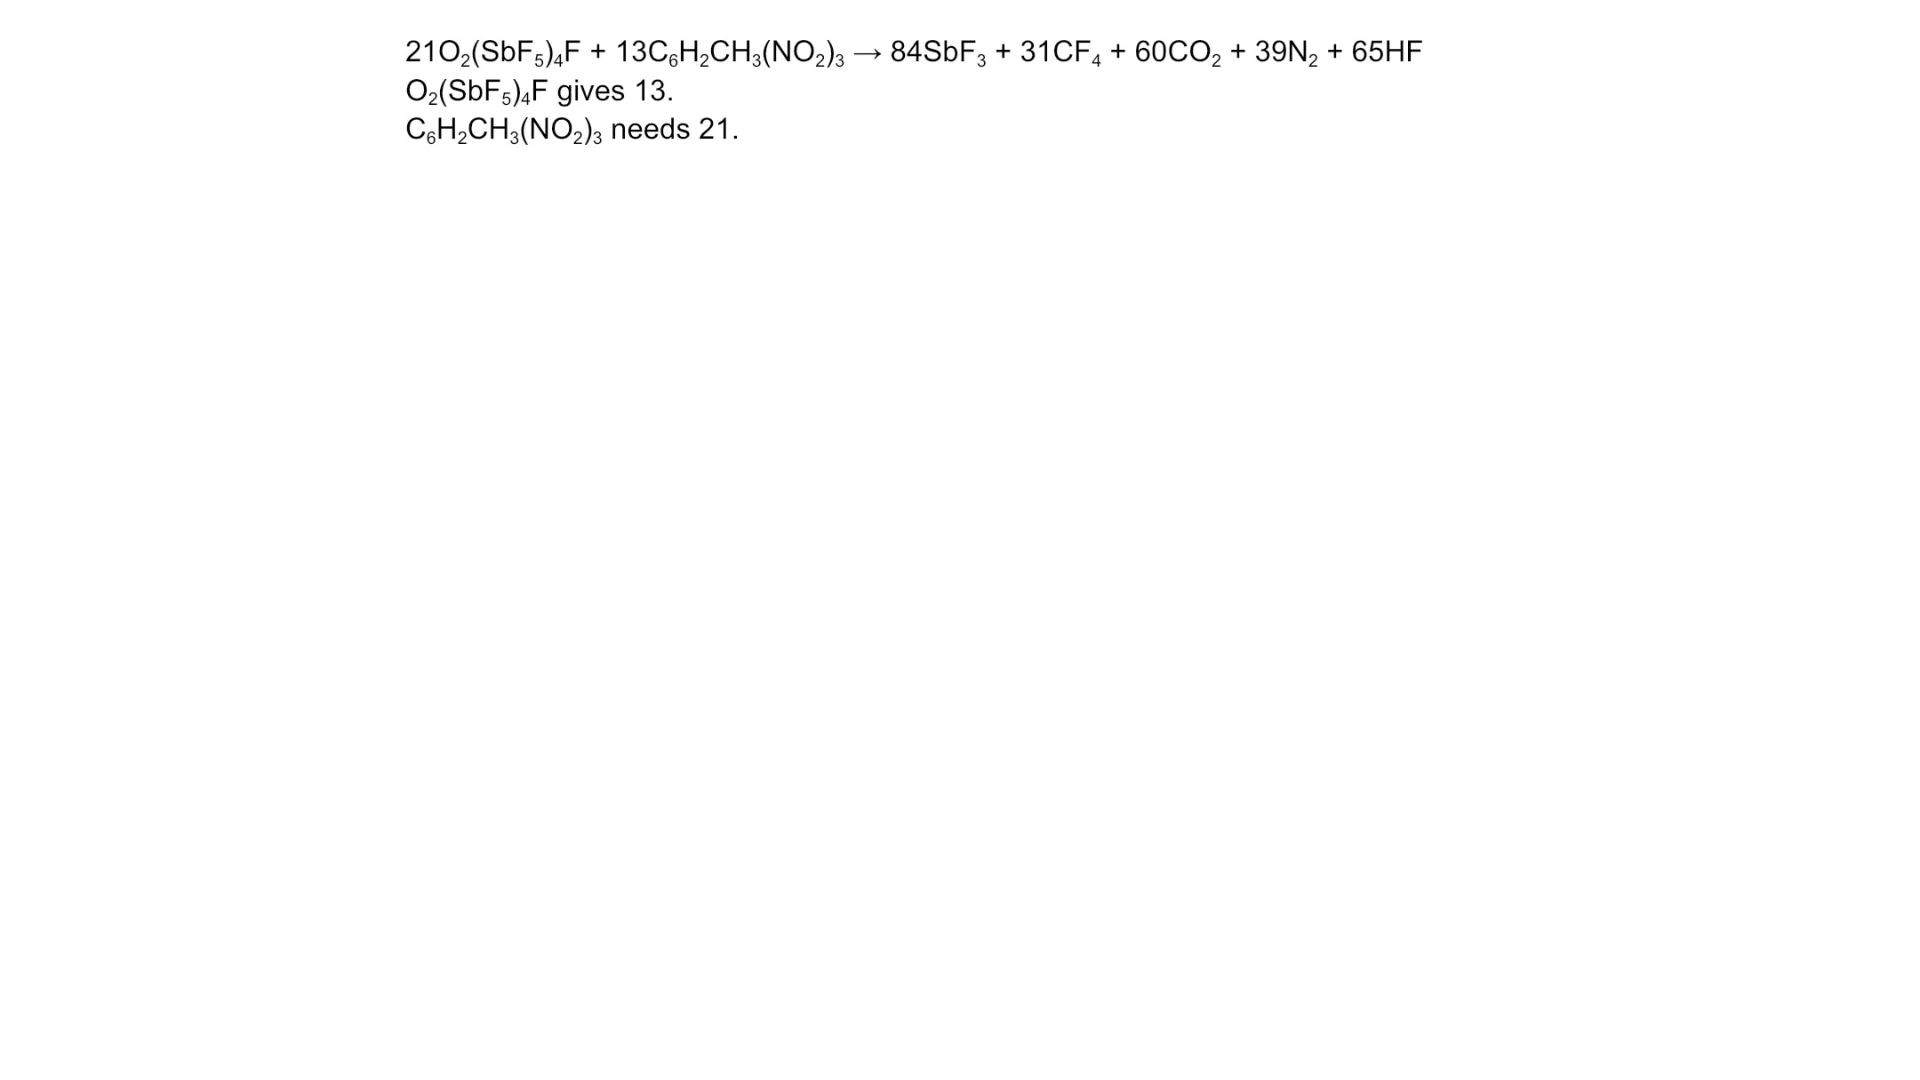 21O₂(SbF₅)₄F + 13C₆H₂CH₃(NO₂)₃ → 84SbF₃ + 31CF₄ + 60CO₂ + 39N₂ + 65HF
O₂(SbF₅)₄F gives 13.
C₆H₂CH₃(NO₂)₃ needs 21.